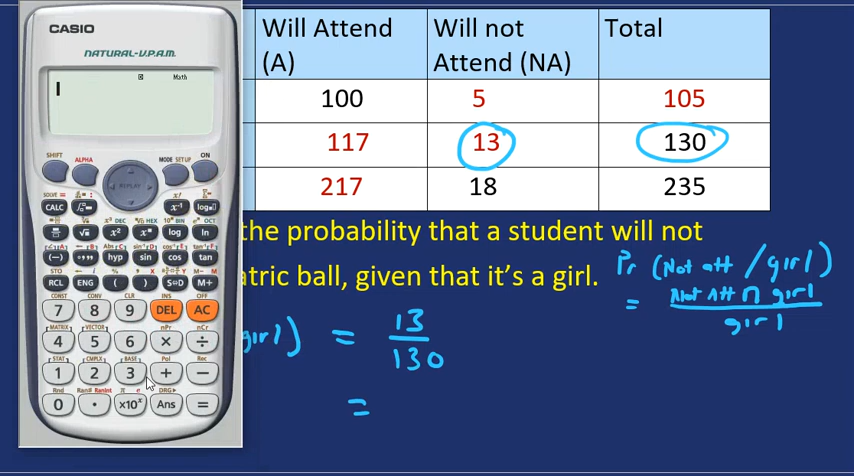 CASIO
NATURAL-V.P.A.M.
Math
SHIFT ALPHA MODE SETUP ON
CALC x² log ln
(-) hyp sin cos tan
RCL ENG ( ) S⇔D M+
7 8 9 DEL AC
4 5 6 × ÷
1 2 3 + −
0 . ×10ˣ Ans =
Will Attend (A) Will not Attend (NA) Total
100 5 105
117 13 130
217 18 235
the probability that a student will not
atric ball, given that it's a girl.
Pr (Not att / girl)
= Not Att ∩ girl
girl
girl) = 13
130
=